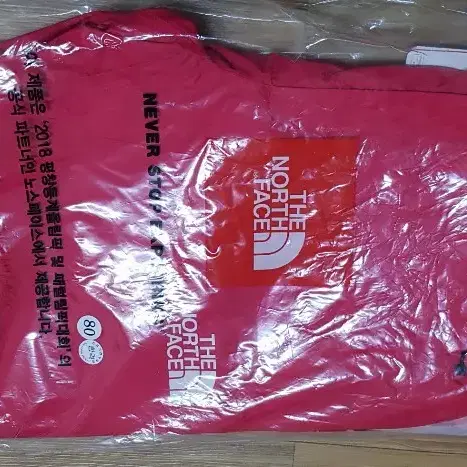 THE
NORTH
FACE
NEVER STOP
THE
NORTH
FACE
이 제품은 '2018 평창동계올림픽 및 패럴림픽대회'의
공식 파트너인 노스페이스에서 제공합니다.
80